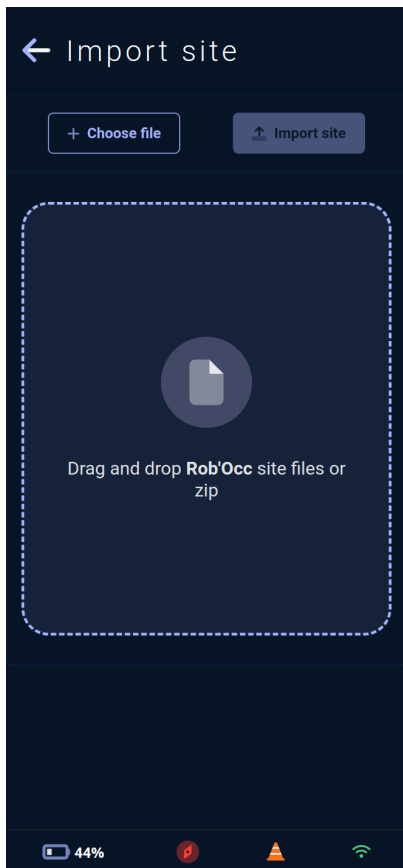 Import site
Choose file
Import site
Drag and drop Rob'Occ site files or
zip
44%